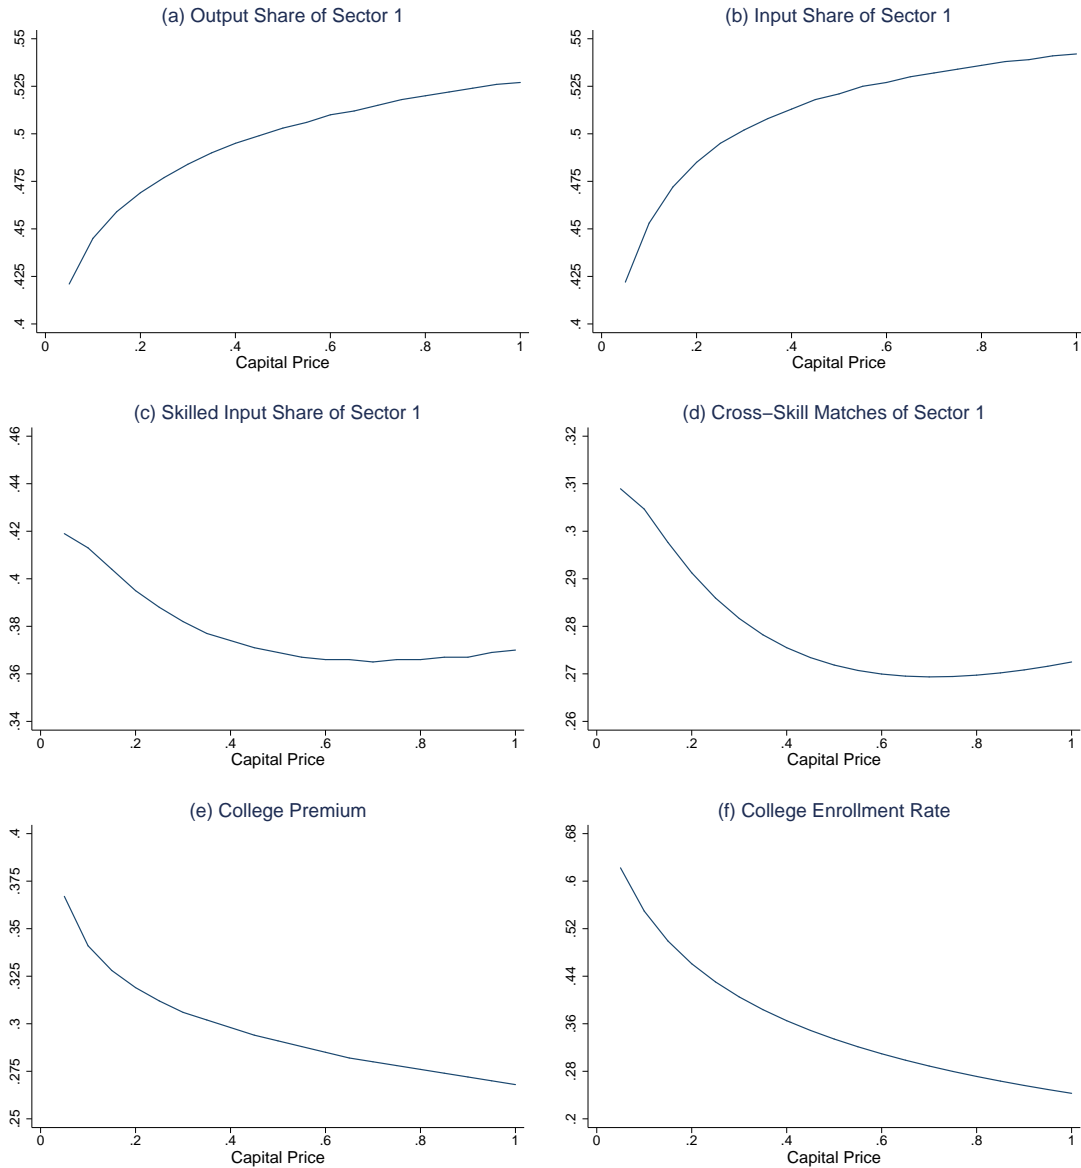 (a) Output Share of Sector 1
.55
.525
.5
.475
.45
.425
.4
0 .2 .4 .6 .8 1
Capital Price
(b) Input Share of Sector 1
.55
.525
.5
.475
.45
.425
.4
0 .2 .4 .6 .8 1
Capital Price
(c) Skilled Input Share of Sector 1
.46
.44
.42
.4
.38
.36
.34
0 .2 .4 .6 .8 1
Capital Price
(d) Cross−Skill Matches of Sector 1
.32
.31
.3
.29
.28
.27
.26
0 .2 .4 .6 .8 1
Capital Price
(e) College Premium
.4
.375
.35
.325
.3
.275
.25
0 .2 .4 .6 .8 1
Capital Price
(f) College Enrollment Rate
.68
.6
.52
.44
.36
.28
.2
0 .2 .4 .6 .8 1
Capital Price